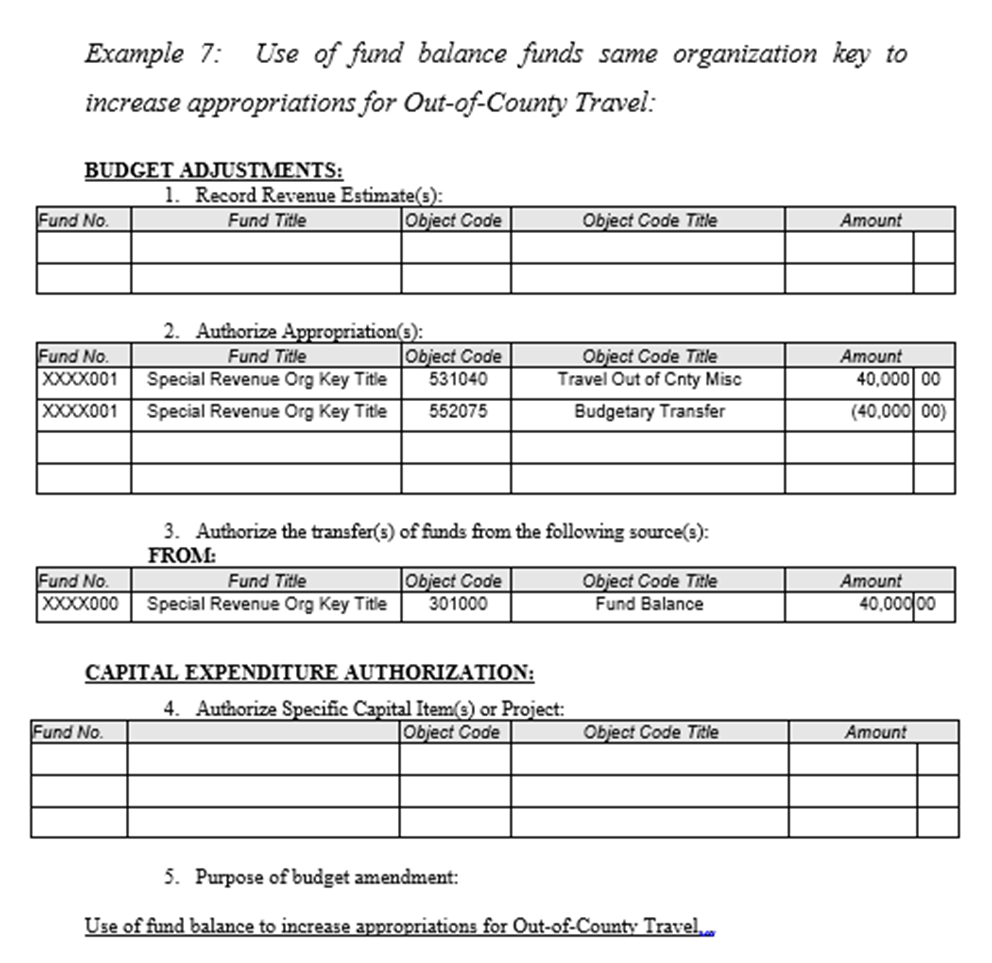 Example 7: Use of fund balance funds same organization key to
increase appropriations for Out-of-County Travel:
BUDGET ADJUSTMENTS:
1. Record Revenue Estimate(s):
Fund No. Fund Title Object Code Object Code Title Amount
2. Authorize Appropriation(s):
Fund No. Fund Title Object Code Object Code Title Amount
XXXX001 Special Revenue Org Key Title 531040 Travel Out of Cnty Misc 40,000 00
XXXX001 Special Revenue Org Key Title 552075 Budgetary Transfer (40,000 00)
3. Authorize the transfer(s) of funds from the following source(s):
FROM:
Fund No. Fund Title Object Code Object Code Title Amount
XXXX000 Special Revenue Org Key Title 301000 Fund Balance 40,000 00
CAPITAL EXPENDITURE AUTHORIZATION:
4. Authorize Specific Capital Item(s) or Project:
Fund No. Object Code Object Code Title Amount
5. Purpose of budget amendment:
Use of fund balance to increase appropriations for Out-of-County Travel..